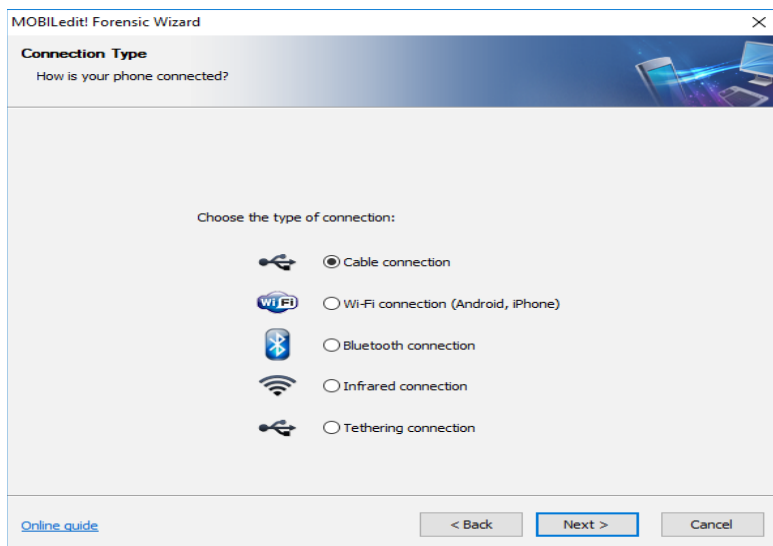 MOBILedit! Forensic Wizard
Connection Type
How is your phone connected?
Choose the type of connection:
Cable connection
WiFi
Wi-Fi connection (Android, iPhone)
Bluetooth connection
Infrared connection
Tethering connection
Online guide
< Back
Next >
Cancel